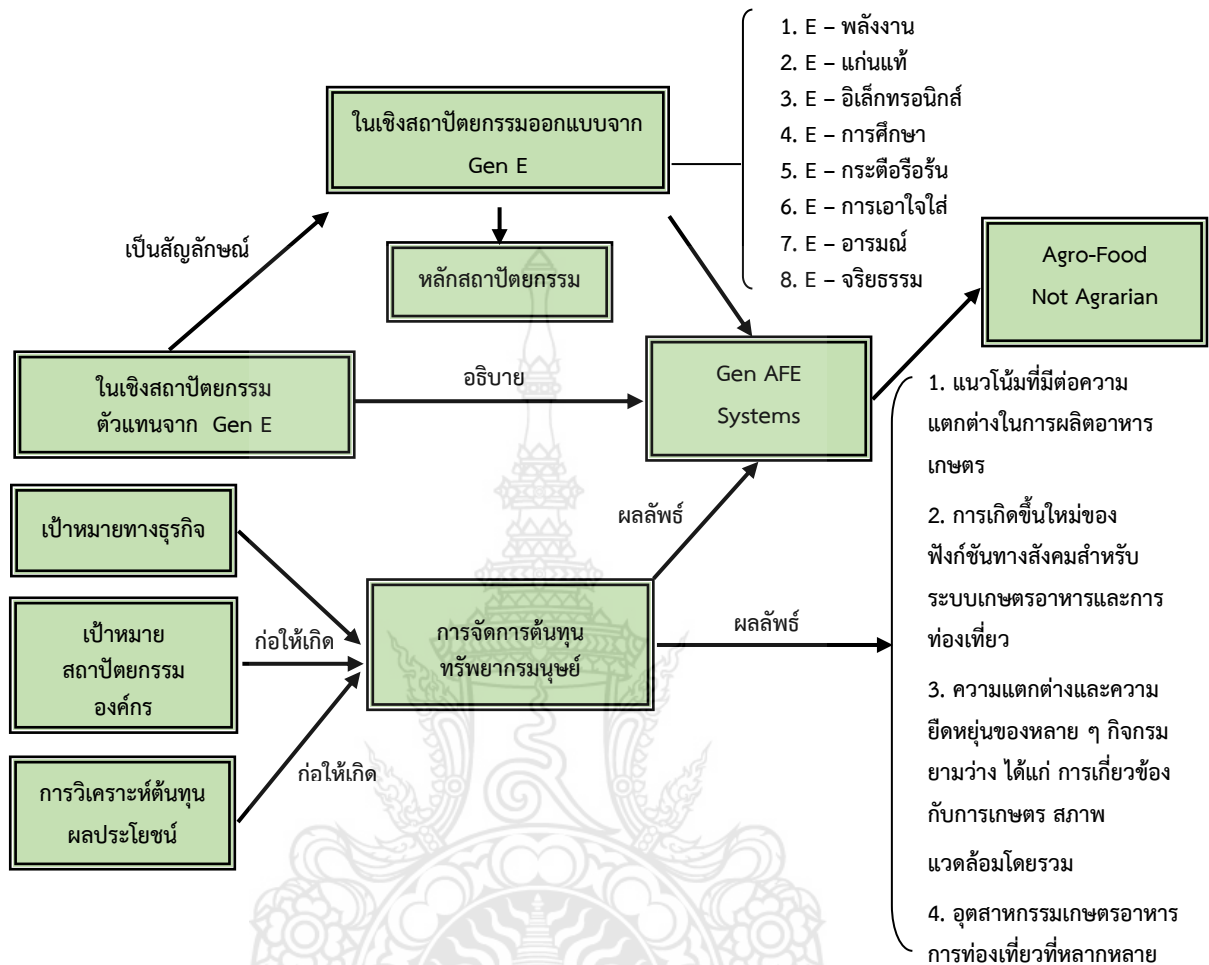 1. E – พลังงาน
2. E – แก่นแท้
3. E – อิเล็กทรอนิกส์
4. E – การศึกษา
5. E – กระตือรือร้น
6. E – การเอาใจใส่
7. E – อารมณ์
8. E – จริยธรรม
ในเชิงสถาปัตยกรรมออกแบบจาก
Gen E
เป็นสัญลักษณ์
หลักสถาปัตยกรรม
Agro-Food
Not Agrarian
ในเชิงสถาปัตยกรรม
ตัวแทนจาก Gen E
อธิบาย
Gen AFE
Systems
เป้าหมายทางธุรกิจ
ผลลัพธ์
เป้าหมาย
สถาปัตยกรรม
องค์กร
ก่อให้เกิด
การจัดการต้นทุน
ทรัพยากรมนุษย์
ผลลัพธ์
การวิเคราะห์ต้นทุน
ผลประโยชน์
ก่อให้เกิด
1. แนวโน้มที่มีต่อความ
แตกต่างในการผลิตอาหาร
เกษตร
2. การเกิดขึ้นใหม่ของ
ฟังก์ชันทางสังคมสำหรับ
ระบบเกษตรอาหารและการ
ท่องเที่ยว
3. ความแตกต่างและความ
ยืดหยุ่นของหลาย ๆ กิจกรม
ยามว่าง ได้แก่ การเกี่ยวข้อง
กับการเกษตร สภาพ
แวดล้อมโดยรวม
4. อุตสาหกรรมเกษตรอาหาร
การท่องเที่ยวที่หลากหลาย